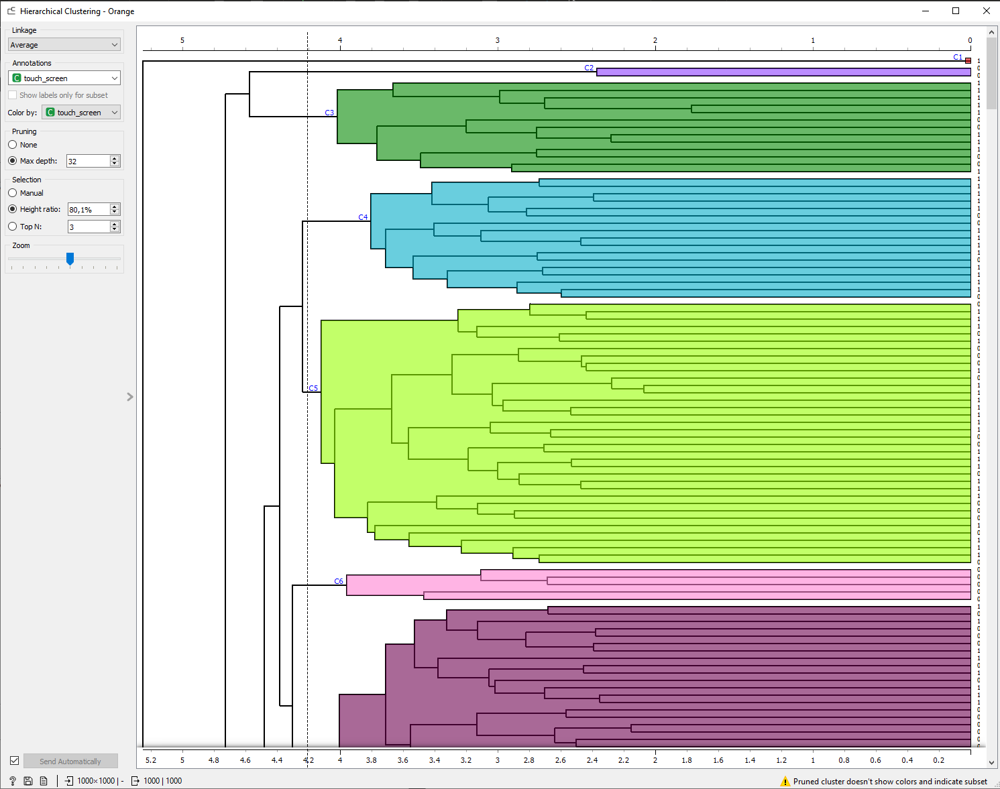 Hierarchical Clustering - Orange
Linkage
Average
Annotations
C touch_screen
Show labels only for subset
Color by: C touch_screen
Pruning
None
Max depth: 32
Selection
Manual
Height ratio: 80,1%
Top N: 3
Zoom
Send Automatically
5 4 3 2 1 0
C1
C2
C3
C4
C5
C6
5.2 5 4.8 4.6 4.4 4.2 4 3.8 3.6 3.4 3.2 3 2.8 2.6 2.4 2.2 2 1.8 1.6 1.4 1.2 1 0.8 0.6 0.4 0.2
? 1000×1000 | - 1000 | 1000
Pruned cluster doesn't show colors and indicate subset